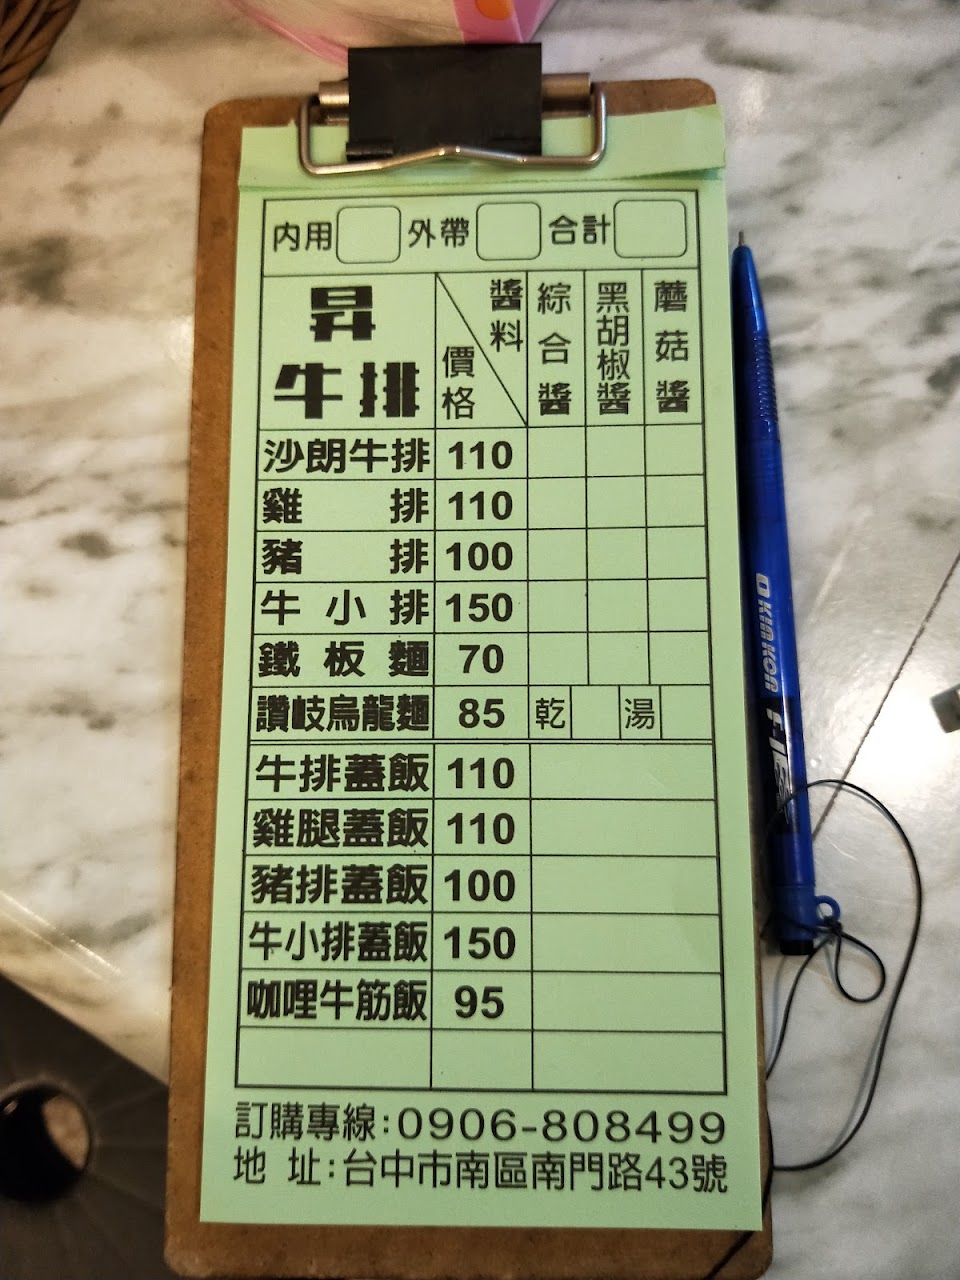 內用 外帶 合計
昇
牛排
醬料
價格
綜合醬
黑胡椒醬
蘑菇醬
沙朗牛排 110
雞排 110
豬排 100
牛小排 150
鐵板麵 70
讚岐烏龍麵 85 乾 湯
牛排蓋飯 110
雞腿蓋飯 110
豬排蓋飯 100
牛小排蓋飯 150
咖哩牛筋飯 95
訂購專線:0906-808499
地址:台中市南區南門路43號
KINKON